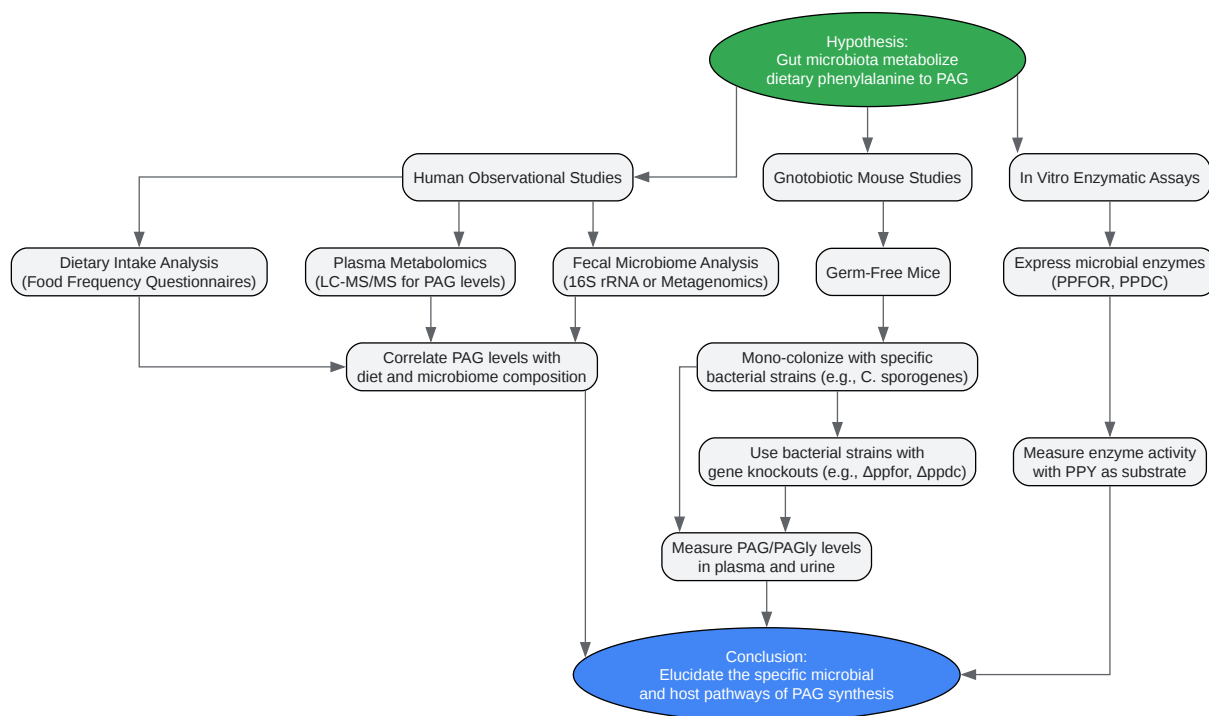 Hypothesis:
Gut microbiota metabolize
dietary phenylalanine to PAG
Human Observational Studies
Gnotobiotic Mouse Studies
In Vitro Enzymatic Assays
Dietary Intake Analysis
(Food Frequency Questionnaires)
Plasma Metabolomics
(LC-MS/MS for PAG levels)
Fecal Microbiome Analysis
(16S rRNA or Metagenomics)
Germ-Free Mice
Express microbial enzymes
(PPFOR, PPDC)
Correlate PAG levels with
diet and microbiome composition
Mono-colonize with specific
bacterial strains (e.g., C. sporogenes)
Use bacterial strains with
gene knockouts (e.g., Δppfor, Δppdc)
Measure enzyme activity
with PPY as substrate
Measure PAG/PAGly levels
in plasma and urine
Conclusion:
Elucidate the specific microbial
and host pathways of PAG synthesis